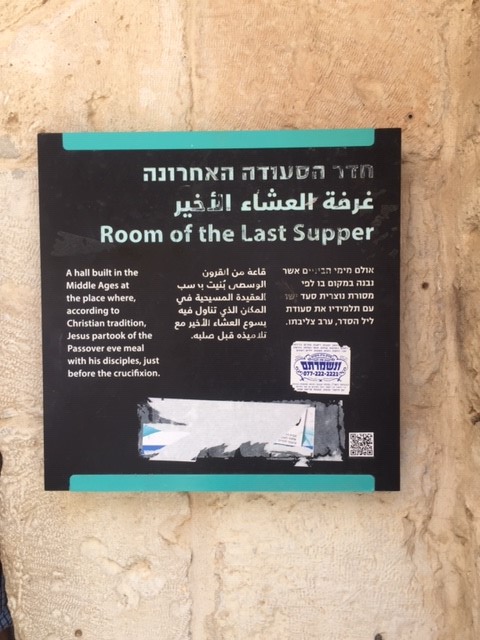 חדר הסעודה האחרונה
غرفة العشاء الأخير
Room of the Last Supper
A hall built in the
Middle Ages at
the place where,
according to
Christian tradition,
Jesus partook of the
Passover eve meal
with his disciples, just
before the crucifixion.
قاعة من القرون
الوسطى بُنيت بحسب
العقيدة المسيحية في
المكان الذي تناول فيه
يسوع العشاء الأخير مع
تلاميذه قبل صلبه.
אולם מימי הביניים אשר
נבנה במקום בו לפי
מסורת נוצרית סעד ישו
עם תלמידיו את סעודת
ליל הסדר, ערב צליבתו.
ונשמרתם
077-222-2221